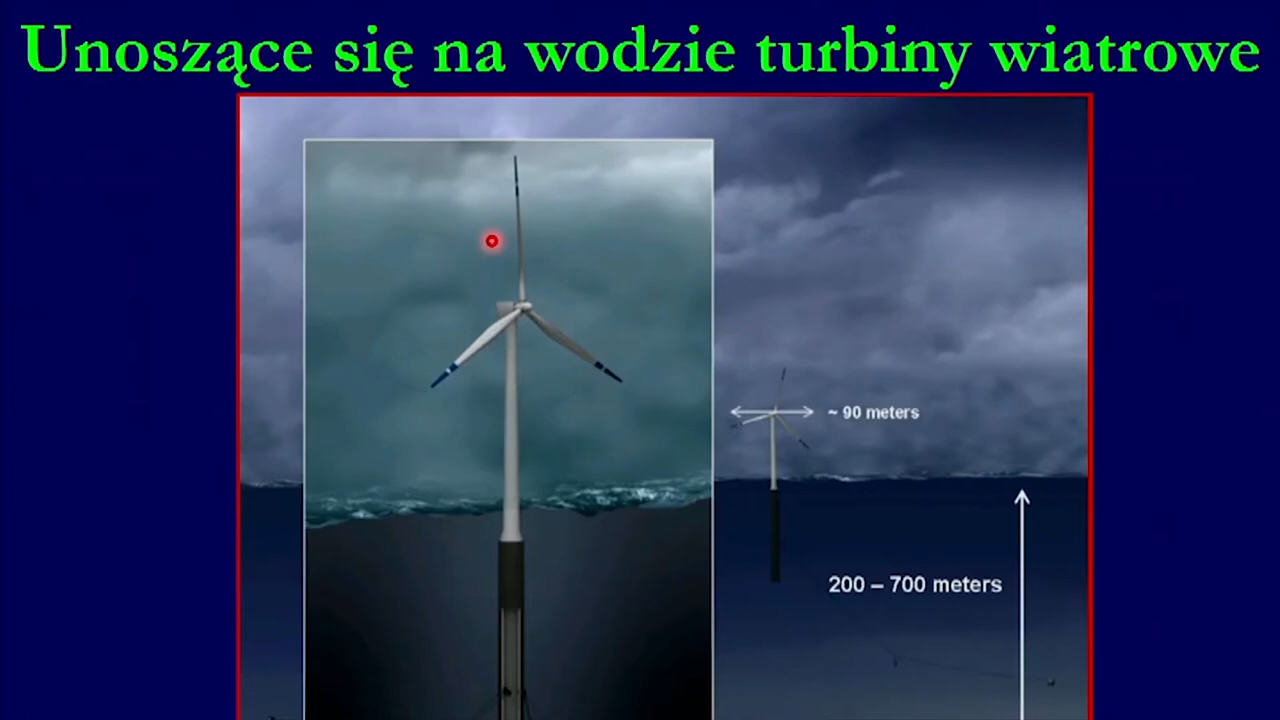 Unoszące się na wodzie turbiny wiatrowe
~ 90 meters
200 – 700 meters